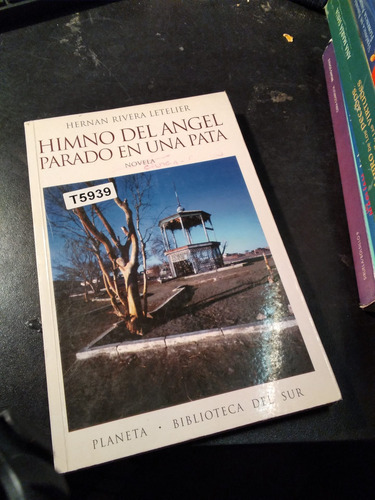 HERNAN RIVERA LETELIER
HIMNO DEL ANGEL
PARADO EN UNA PATA
NOVELA
T5939
PLANETA · BIBLIOTECA DEL SUR